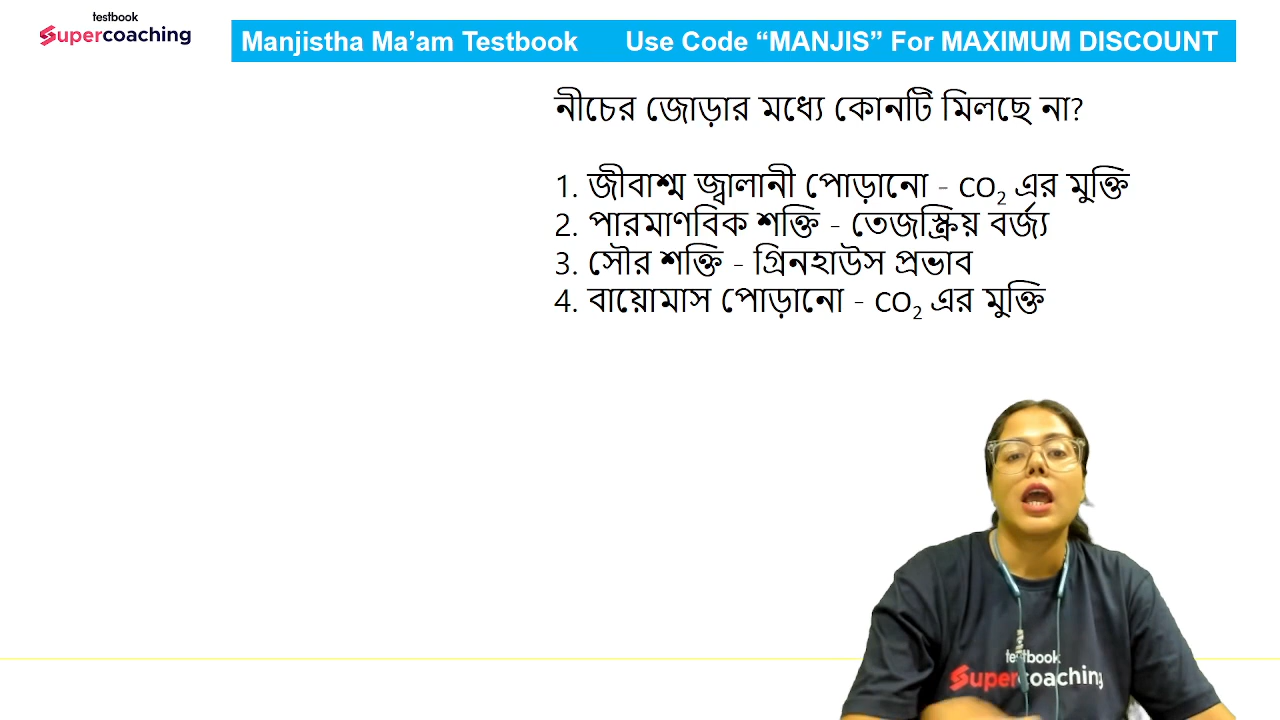 testbook
Supercoaching
Manjistha Ma’am Testbook Use Code “MANJIS” For MAXIMUM DISCOUNT
নীচের জোড়ার মধ্যে কোনটি মিলছে না?
1. জীবাশ্ম জ্বালানী পোড়ানো - CO₂ এর মুক্তি
2. পারমাণবিক শক্তি - তেজস্ক্রিয় বর্জ্য
3. সৌর শক্তি - গ্রিনহাউস প্রভাব
4. বায়োমাস পোড়ানো - CO₂ এর মুক্তি
testbook
Supercoaching